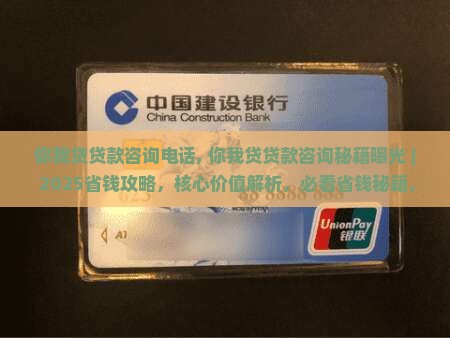 中国建设银行
China Construction Bank
你我贷贷款咨询电话, 你我贷贷款咨询秘籍曝光 |
2025省钱攻略，核心价值解析，必看省钱秘籍，
UnionPay
银联